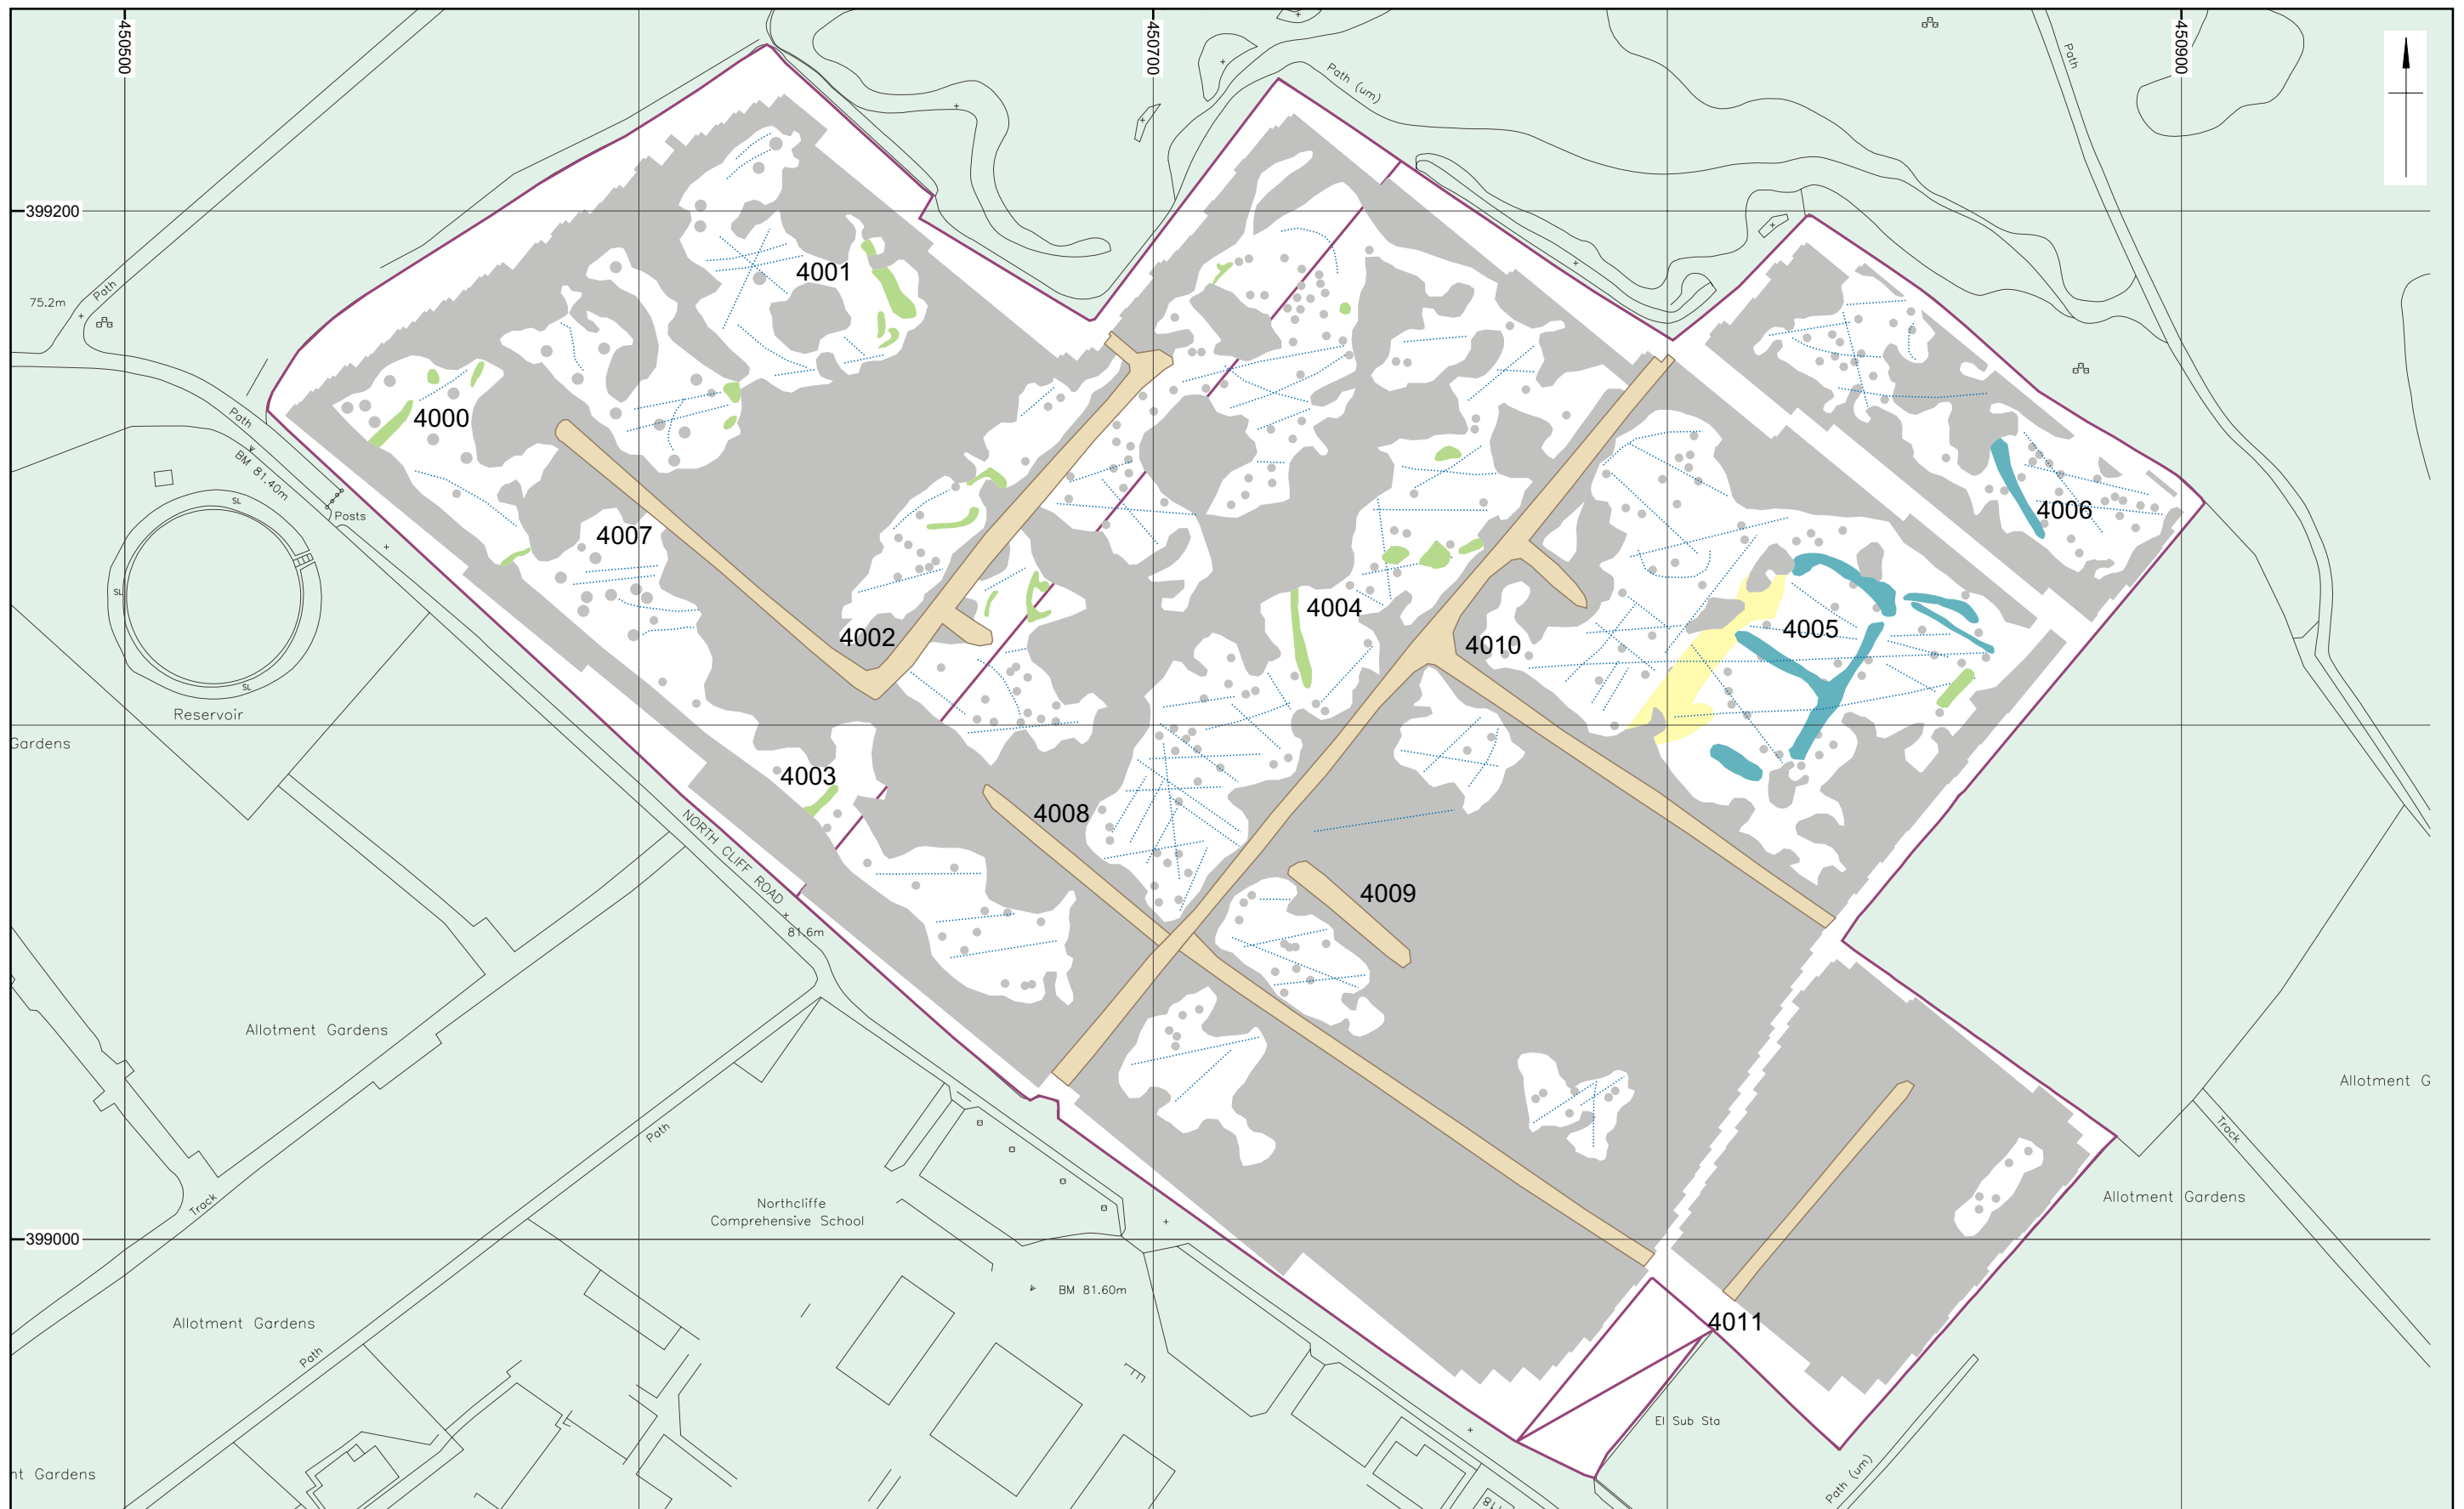 450500
450700
450900
Path
Path (um)
399200
4001
75.2m
Path
4000
Path
BM 81.40m
SL
Posts
4007
4006
SL
4002
4004
4005
4010
SL
Reservoir
Gardens
4003
4008
NORTH CLIFF ROAD
4009
81.6m
Allotment Gardens
Allotment G
Path
Track
Track
Northcliffe
Comprehensive School
Allotment Gardens
399000
BM 81.60m
Allotment Gardens
4011
Path
El Sub Sta
nt Gardens
Path (um)